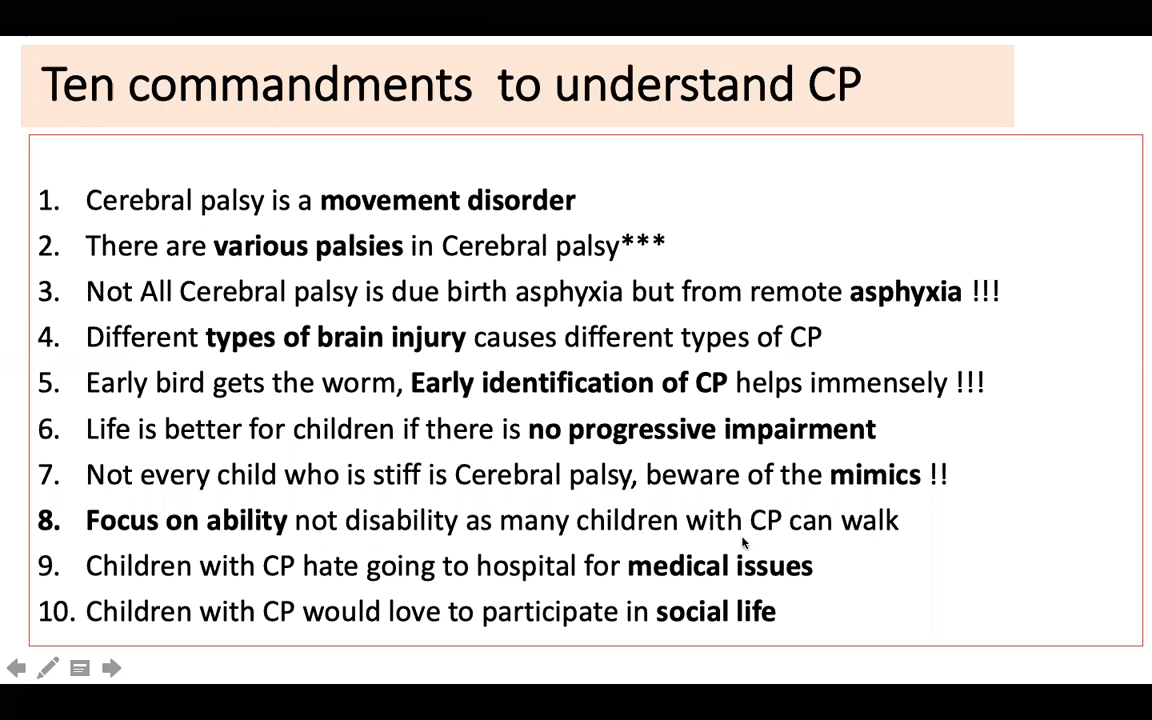 Ten commandments  to understand CP
1. Cerebral palsy is a movement disorder
2. There are various palsies in Cerebral palsy***
3. Not All Cerebral palsy is due birth asphyxia but from remote asphyxia !!!
4. Different types of brain injury causes different types of CP
5. Early bird gets the worm, Early identification of CP helps immensely !!!
6. Life is better for children if there is no progressive impairment
7. Not every child who is stiff is Cerebral palsy, beware of the mimics !!
8. Focus on ability not disability as many children with CP can walk
9. Children with CP hate going to hospital for medical issues
10. Children with CP would love to participate in social life